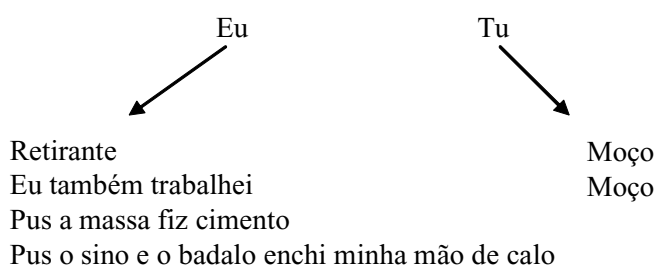 Eu Tu
Retirante Moço
Eu também trabalhei Moço
Pus a massa fiz cimento
Pus o sino e o badalo enchi minha mão de calo